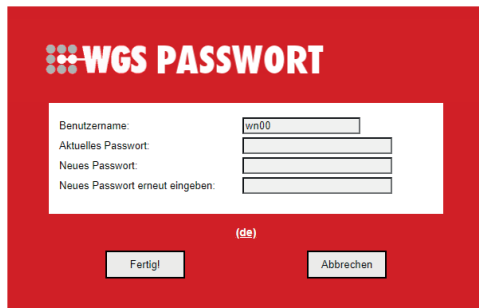 WGS PASSWORT
Benutzername: wn00
Aktuelles Passwort:
Neues Passwort:
Neues Passwort erneut eingeben:
(de)
Fertig! Abbrechen